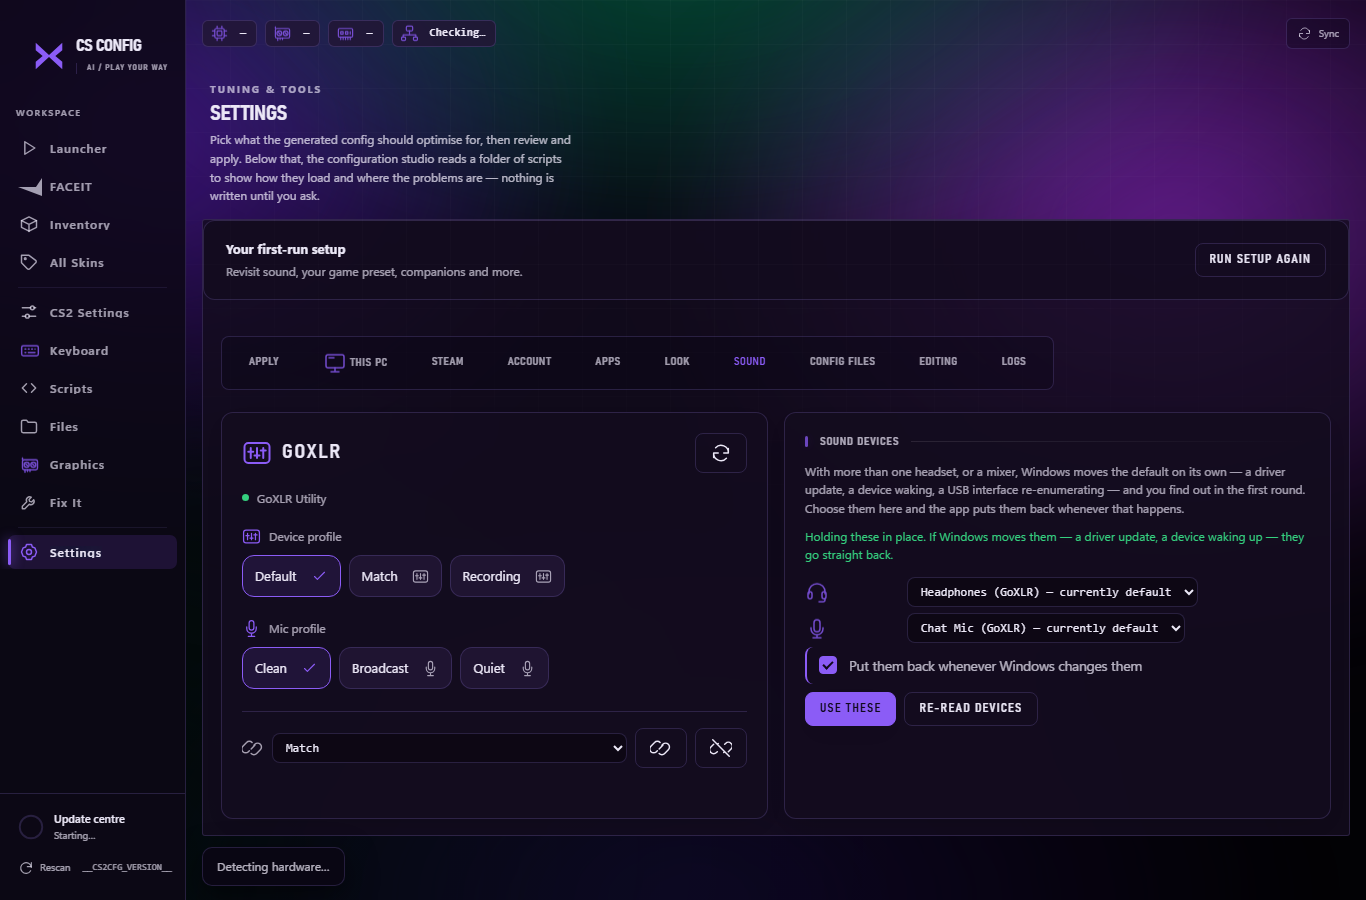 CS CONFIG
AI / PLAY YOUR WAY
WORKSPACE
Launcher
FACEIT
Inventory
All Skins
CS2 Settings
Keyboard
Scripts
Files
Graphics
Fix It
Settings
Update centre
Starting…
Rescan
__CS2CFG_VERSION__
—
—
—
Checking…
Sync
TUNING & TOOLS
SETTINGS
Pick what the generated config should optimise for, then review and
apply. Below that, the configuration studio reads a folder of scripts
to show how they load and where the problems are — nothing is
written until you ask.
Your first-run setup
Revisit sound, your game preset, companions and more.
RUN SETUP AGAIN
APPLY
THIS PC
STEAM
ACCOUNT
APPS
LOOK
SOUND
CONFIG FILES
EDITING
LOGS
GOXLR
GoXLR Utility
Device profile
Default
Match
Recording
Mic profile
Clean
Broadcast
Quiet
Match
SOUND DEVICES
With more than one headset, or a mixer, Windows moves the default on its own — a driver
update, a device waking, a USB interface re-enumerating — and you find out in the first round.
Choose them here and the app puts them back whenever that happens.
Holding these in place. If Windows moves them — a driver update, a device waking up — they
go straight back.
Headphones (GoXLR) — currently default
Chat Mic (GoXLR) — currently default
Put them back whenever Windows changes them
USE THESE
RE-READ DEVICES
Detecting hardware…